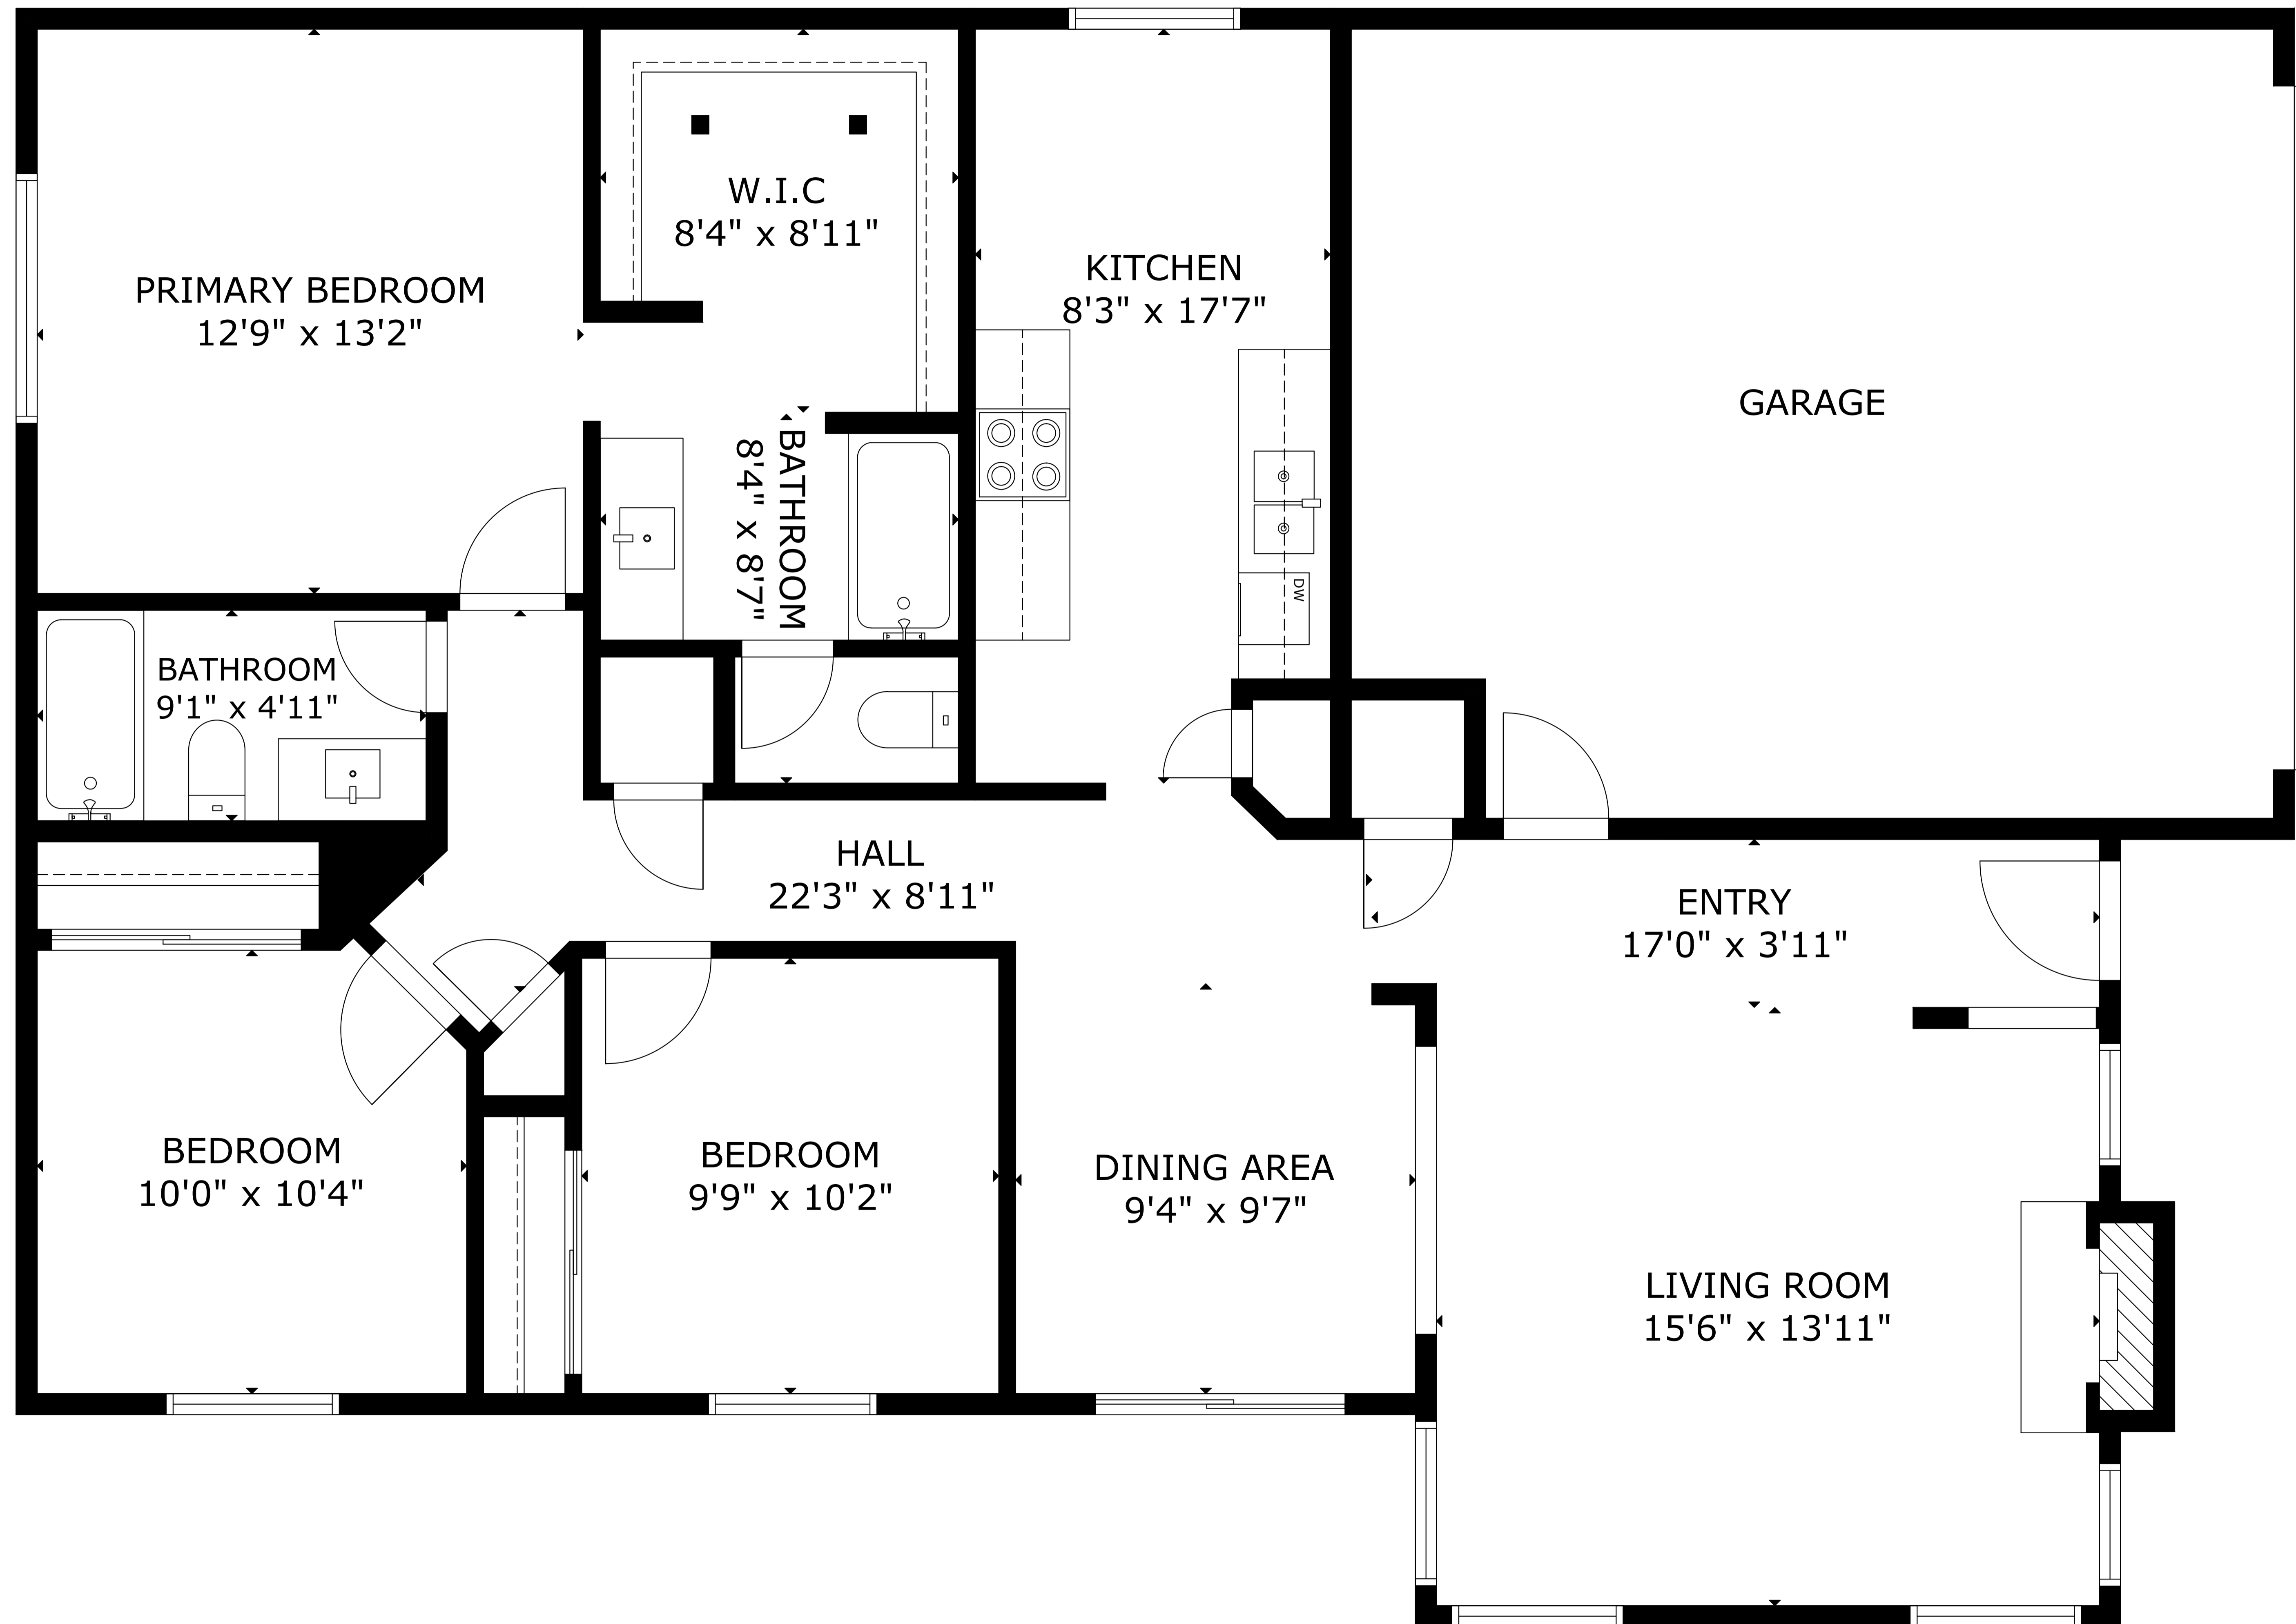 W.I.C
8'4" x 8'11"
KITCHEN
8'3" x 17'7"
PRIMARY BEDROOM
12'9" x 13'2"
GARAGE
BATHROOM
8'4" x 8'7"
DW
BATHROOM
9'1" x 4'11"
HALL
22'3" x 8'11"
ENTRY
17'0" x 3'11"
BEDROOM
10'0" x 10'4"
BEDROOM
9'9" x 10'2"
DINING AREA
9'4" x 9'7"
LIVING ROOM
15'6" x 13'11"